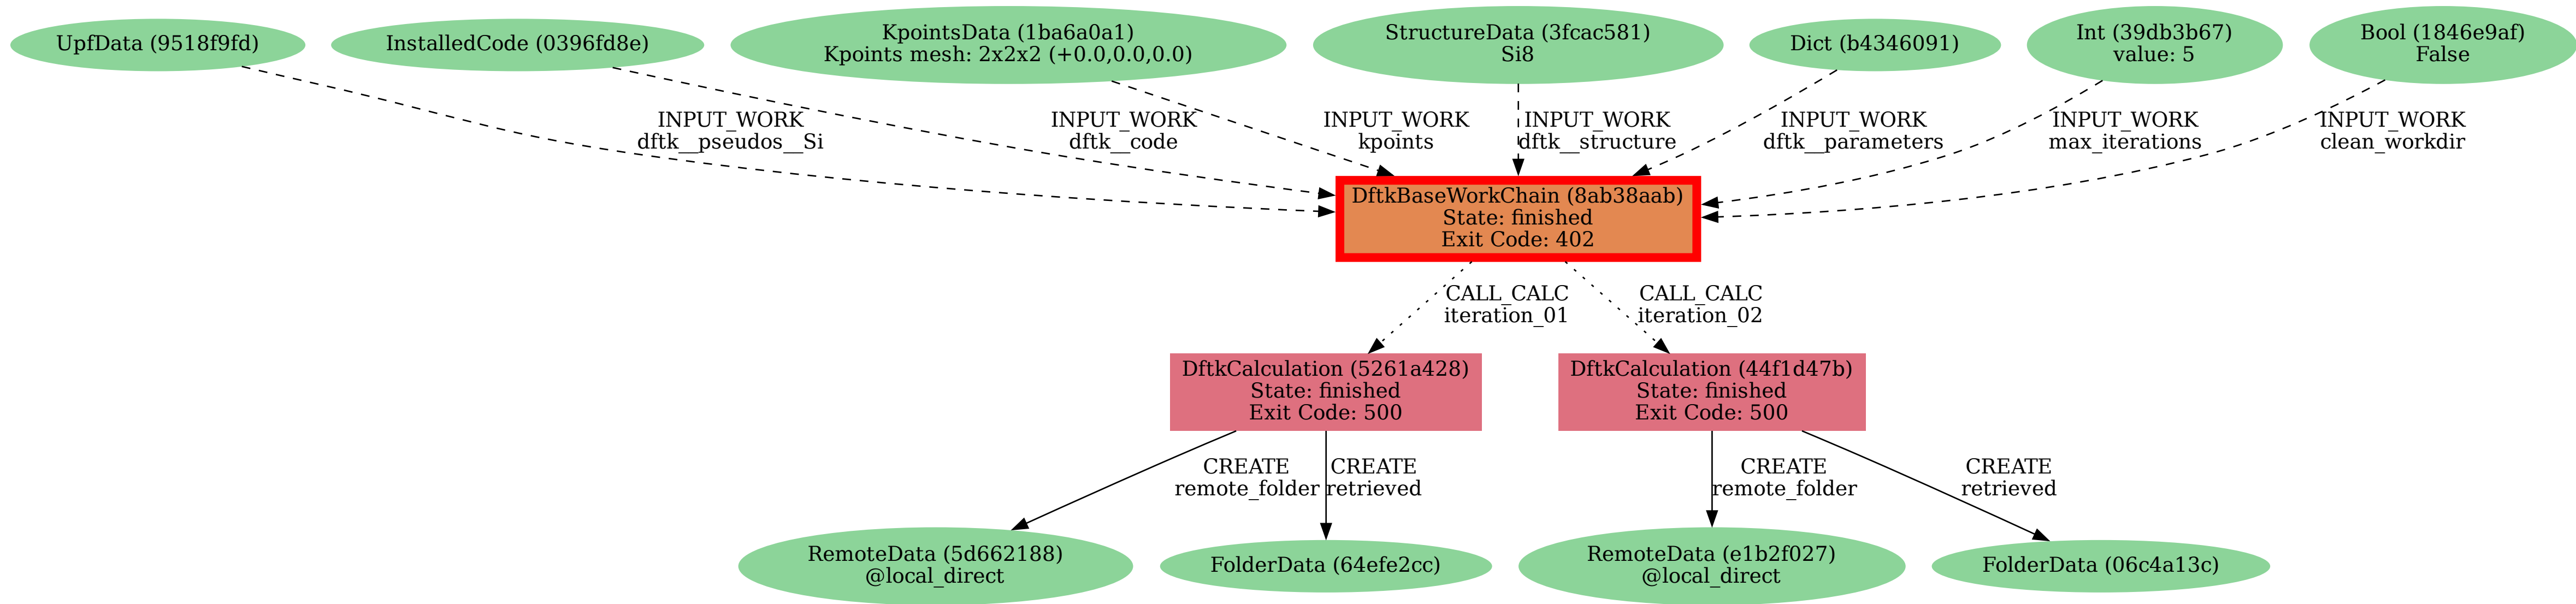 UpfData (9518f9fd)
InstalledCode (0396fd8e)
KpointsData (1ba6a0a1)
Kpoints mesh: 2x2x2 (+0.0,0.0,0.0)
StructureData (3fcac581)
Si8
Dict (b4346091)
Int (39db3b67)
value: 5
Bool (1846e9af)
False
INPUT_WORK
dftk__pseudos__Si
INPUT_WORK
dftk__code
INPUT_WORK
kpoints
INPUT_WORK
dftk__structure
INPUT_WORK
dftk__parameters
INPUT_WORK
max_iterations
INPUT_WORK
clean_workdir
DftkBaseWorkChain (8ab38aab)
State: finished
Exit Code: 402
CALL_CALC
iteration_01
CALL_CALC
iteration_02
DftkCalculation (5261a428)
State: finished
Exit Code: 500
DftkCalculation (44f1d47b)
State: finished
Exit Code: 500
CREATE
remote_folder
CREATE
retrieved
CREATE
remote_folder
CREATE
retrieved
RemoteData (5d662188)
@local_direct
FolderData (64efe2cc)
RemoteData (e1b2f027)
@local_direct
FolderData (06c4a13c)